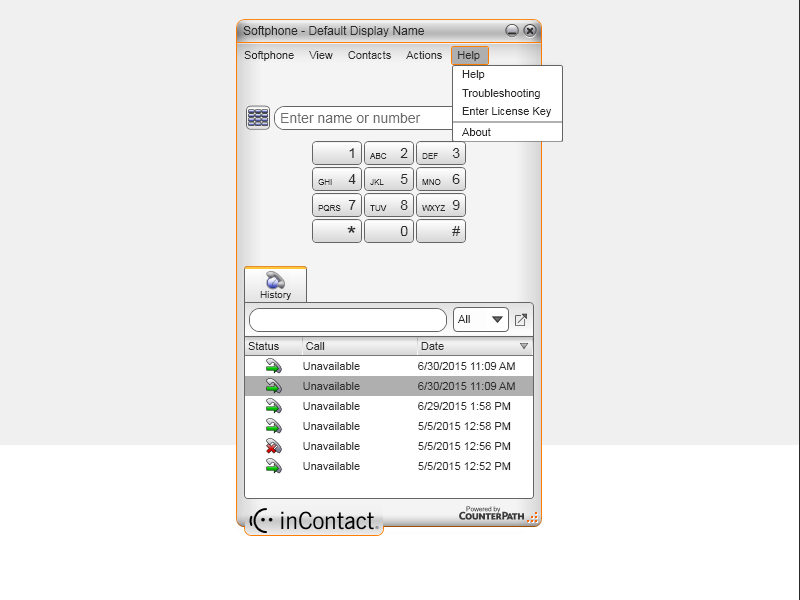 Softphone - Default Display Name
Softphone View Contacts Actions Help
Help
Troubleshooting
Enter License Key
About
Enter name or number
1 ABC 2 DEF 3
GHI 4 JKL 5 MNO 6
PQRS 7 TUV 8 WXYZ 9
* 0 #
History
All
Status Call Date
Unavailable 6/30/2015 11:09 AM
Unavailable 6/30/2015 11:09 AM
Unavailable 6/29/2015 1:58 PM
Unavailable 5/5/2015 12:58 PM
Unavailable 5/5/2015 12:56 PM
Unavailable 5/5/2015 12:52 PM
inContact
Powered by
COUNTERPATH